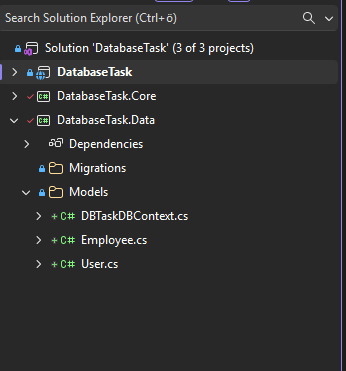 Search Solution Explorer (Ctrl+ö)
Solution 'DatabaseTask' (3 of 3 projects)
DatabaseTask
C# DatabaseTask.Core
C# DatabaseTask.Data
Dependencies
Migrations
Models
+ C# DBTaskDBContext.cs
+ C# Employee.cs
+ C# User.cs